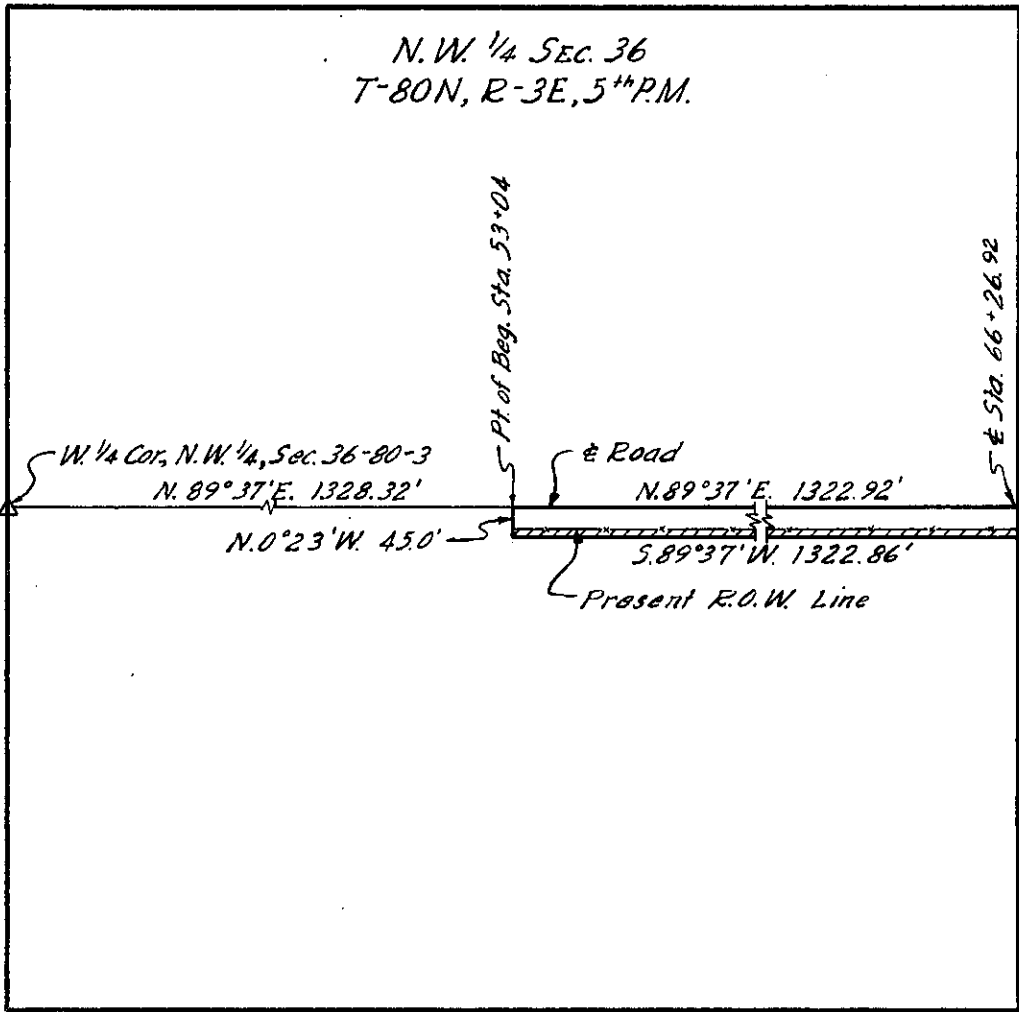 N.W. 1/4 SEC. 36
T-80N, R-3E, 5th P.M.
Pt. of Beg. Sta. 53+04
℄ Sta. 66+26.92
W. 1/4 Cor., N.W. 1/4, Sec. 36-80-3
℄ Road
N. 89°37'E. 1328.32'
N.89°37'E. 1322.92'
N.0°23'W. 45.0'
S.89°37'W. 1322.86'
Present R.O.W. Line